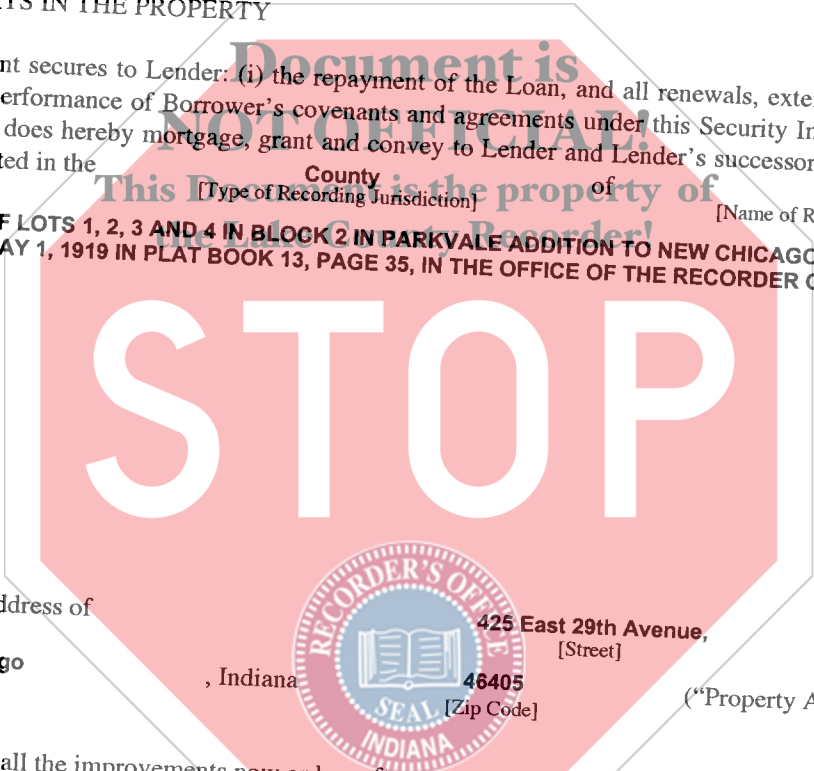 TS IN THE PROPERTY
Document is
nt secures to Lender: (i) the repayment of the Loan, and all renewals, exte
NOT OFFICIAL!
erformance of Borrower's covenants and agreements under this Security In
does hereby mortgage, grant and convey to Lender and Lender's successor
ted in the
County of
This Document is the property of
[Type of Recording Jurisdiction] [Name of R
the Lake County Recorder!
F LOTS 1, 2, 3 AND 4 IN BLOCK 2 IN PARKVALE ADDITION TO NEW CHICAGO
AY 1, 1919 IN PLAT BOOK 13, PAGE 35, IN THE OFFICE OF THE RECORDER O
STOP
RECORDER'S OFFICE
SEAL
INDIANA
ddress of
425 East 29th Avenue,
[Street]
go , Indiana 46405 ("Property A
[Zip Code]
all the improvements now and